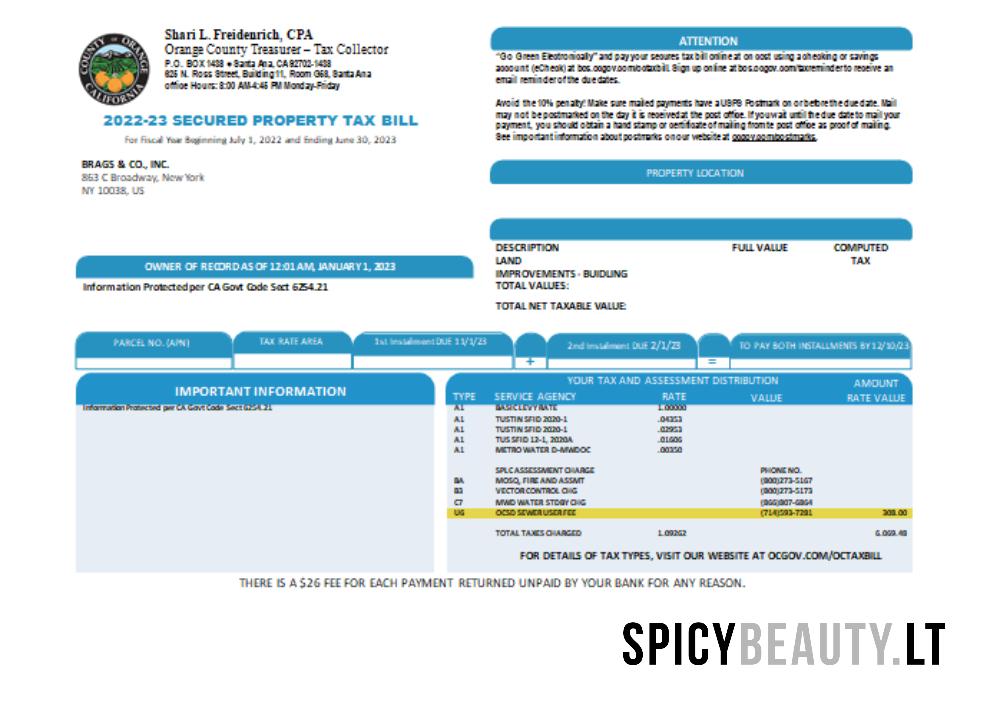 COUNTY OF ORANGE
CALIFORNIA
Shari L. Freidenrich, CPA
Orange County Treasurer – Tax Collector
P.O. BOX 1438 • Santa Ana, CA 92702-1438
625 N. Ross Street, Building 11, Room G58, Santa Ana
office Hours: 8:00 AM-4:45 PM Monday-Friday
2022-23 SECURED PROPERTY TAX BILL
For Fiscal Year Beginning July 1, 2022 and Ending June 30, 2023
BRAGS & CO., INC.
863 C Broadway, New York
NY 10038, US
ATTENTION
"Go Green Electronically" and pay your secures tax bill online at on oost using a oheoking or savings
aooount (eCheok) at bos.oogov.oom/ootaxbill. Sign up online at bos.oogov.oom/taxreminder to receive an
email reminder of the due dates.
Avoid the 10% penalty! Make sure mailed payments have a USPS Postmark on or before the due date. Mail
may not be postmarked on the day it is received at the post office. If you wait until the due date to mail your
payment, you should obtain a hand stamp or certificate of mailing from te post office as proof of mailing.
See important information about postmarks on our website at oogov.oom/postmarks.
PROPERTY LOCATION
DESCRIPTION FULL VALUE COMPUTED
LAND TAX
IMPROVEMENTS - BUIDLING
TOTAL VALUES:
TOTAL NET TAXABLE VALUE:
OWNER OF RECORD AS OF 12:01 AM, JANUARY 1, 2023
Information Protected per CA Govt Code Sect 6254.21
PARCEL NO. (APN) TAX RATE AREA 1st Instalment DUE 11/1/23 + 2nd Instalment DUE 2/1/23 = TO PAY BOTH INSTALLMENTS BY 12/10/23
IMPORTANT INFORMATION
Information Protected per CA Govt Code Sect 6254.21
YOUR TAX AND ASSESSMENT DISTRIBUTION AMOUNT
TYPE SERVICE AGENCY RATE VALUE RATE VALUE
A1 BASIC LEVY RATE 1.00000
A1 TUSTIN SFID 2020-1 .04353
A1 TUSTIN SFID 2020-1 .02953
A1 TUS SFID 12-1, 2020A .01606
A1 METRO WATER D-MWDOC .00350
SPLC ASSESSMENT CHARGE PHONE NO.
BA MOSQ, FIRE AND ASSMT (800)273-5167
B3 VECTOR CONTROL CHG (800)273-5173
C7 MWD WATER STDBY CHG (866)807-6864
U6 OCSD SEWER USER FEE (714)593-7281 308.00
TOTAL TAXES CHARGED 1.09262 6.069.48
FOR DETAILS OF TAX TYPES, VISIT OUR WEBSITE AT OCGOV.COM/OCTAXBILL
THERE IS A $26 FEE FOR EACH PAYMENT RETURNED UNPAID BY YOUR BANK FOR ANY REASON.
SPICYBEAUTY.LT